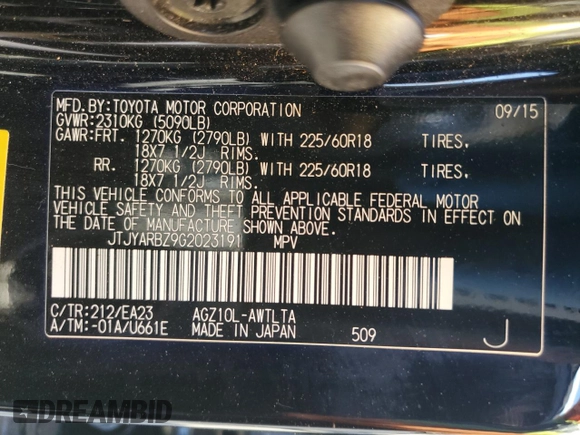 MFD.BY:TOYOTA MOTOR CORPORATION 09/15
GVWR:2310KG (5090LB)
GAWR:FRT. 1270KG (2790LB) WITH 225/60R18 TIRES,
18X7 1/2J RIMS.
RR. 1270KG (2790LB) WITH 225/60R18 TIRES,
18X7 1/2J RIMS.
THIS VEHICLE CONFORMS TO ALL APPLICABLE FEDERAL MOTOR
VEHICLE SAFETY AND THEFT PREVENTION STANDARDS IN EFFECT ON
THE DATE OF MANUFACTURE SHOWN ABOVE.
JTJYARBZ9G2023191 MPV
C/TR:212/EA23 AGZ10L-AWTLTA
A/TM:-01A/U661E MADE IN JAPAN 509 J
DREAMBID